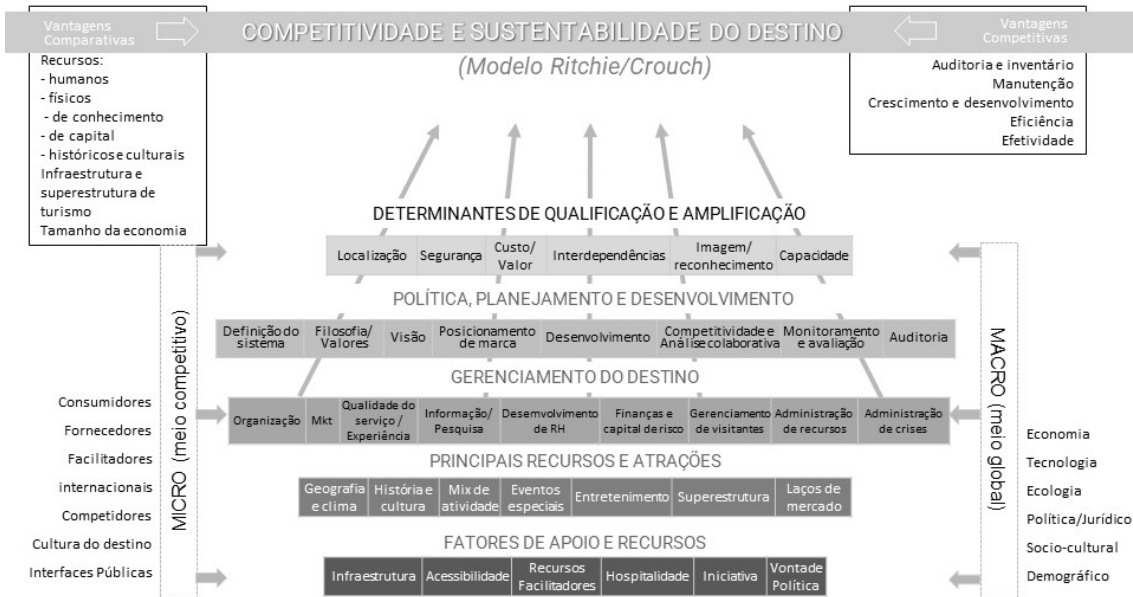 Vantagens
Comparativas
COMPETITIVIDADE E SUSTENTABILIDADE DO DESTINO
Vantagens
Competitivas
(Modelo Ritchie/Crouch)
Recursos:
- humanos
- físicos
- de conhecimento
- de capital
- históricos e culturais
Infraestrutura e
superestrutura de
turismo
Tamanho da economia
Auditoria e inventário
Manutenção
Crescimento e desenvolvimento
Eficiência
Efetividade
DETERMINANTES DE QUALIFICAÇÃO E AMPLIFICAÇÃO
Localização
Segurança
Custo/
Valor
Interdependências
Imagem/
reconhecimento
Capacidade
POLÍTICA, PLANEJAMENTO E DESENVOLVIMENTO
Definição do
sistema
Filosofia/
Valores
Visão
Posicionamento
de marca
Desenvolvimento
Competitividade e
Análise colaborativa
Monitoramento
e avaliação
Auditoria
GERENCIAMENTO DO DESTINO
Organização
Mkt
Qualidade do
serviço /
Experiência
Informação/
Pesquisa
Desemvolvimento
de RH
Finanças e
capital de risco
Gerenciamento
de visitantes
Administração
de recursos
Administração
de crises
PRINCIPAIS RECURSOS E ATRAÇÕES
Geografia
e clima
História e
cultura
Mix de
atividade
Eventos
especiais
Entretenimento
Superestrutura
Laços de
mercado
FATORES DE APOIO E RECURSOS
Infraestrutura
Acessibilidade
Recursos
Facilitadores
Hospitalidade
Iniciativa
Vontade
Política
MICRO (meio competitivo)
Consumidores
Fornecedores
Facilitadores
internacionais
Competidores
Cultura do destino
Interfaces Públicas
MACRO (meio global)
Economia
Tecnologia
Ecologia
Política/Jurídico
Socio-cultural
Demográfico